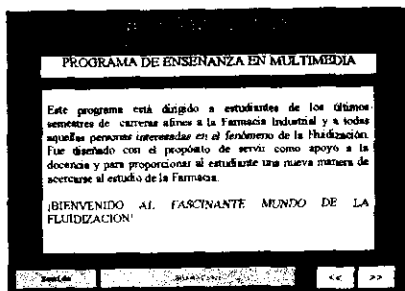 PROGRAMA DE ENSEÑANZA EN MULTIMEDIA
Este programa está dirigido a estudiantes de los últimos
semestres de carreras afines a la Farmacia Industrial y a todas
aquellas personas interesadas en el fenómeno de la Fluidización.
Fue diseñado con el propósito de servir como apoyo a la
docencia y para proporcionar al estudiante una nueva manera de
acercarse al estudio de la Farmacia.
¡BIENVENIDO AL FASCINANTE MUNDO DE LA
FLUIDIZACION!
<< >>